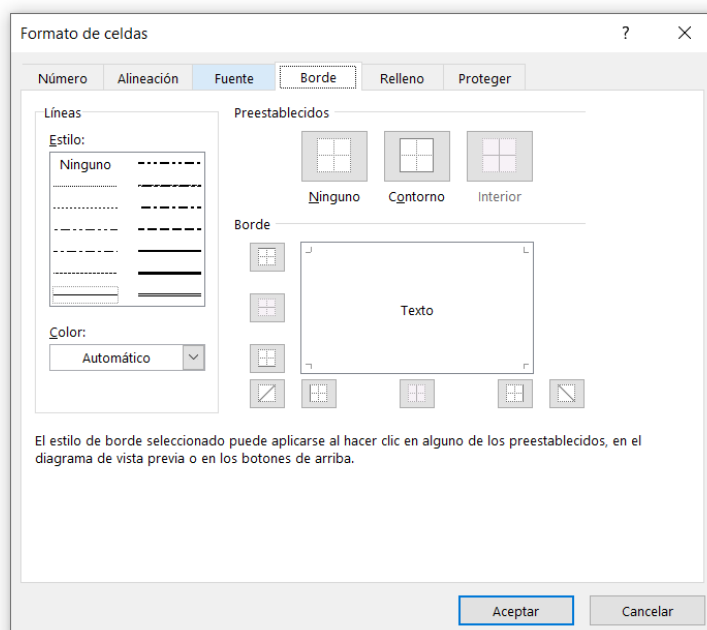 Formato de celdas
?
Número Alineación Fuente Borde Relleno Proteger
Líneas
Estilo:
Ninguno
Color:
Automático
Preestablecidos
Ninguno Contorno Interior
Borde
Texto
El estilo de borde seleccionado puede aplicarse al hacer clic en alguno de los preestablecidos, en el
diagrama de vista previa o en los botones de arriba.
Aceptar Cancelar